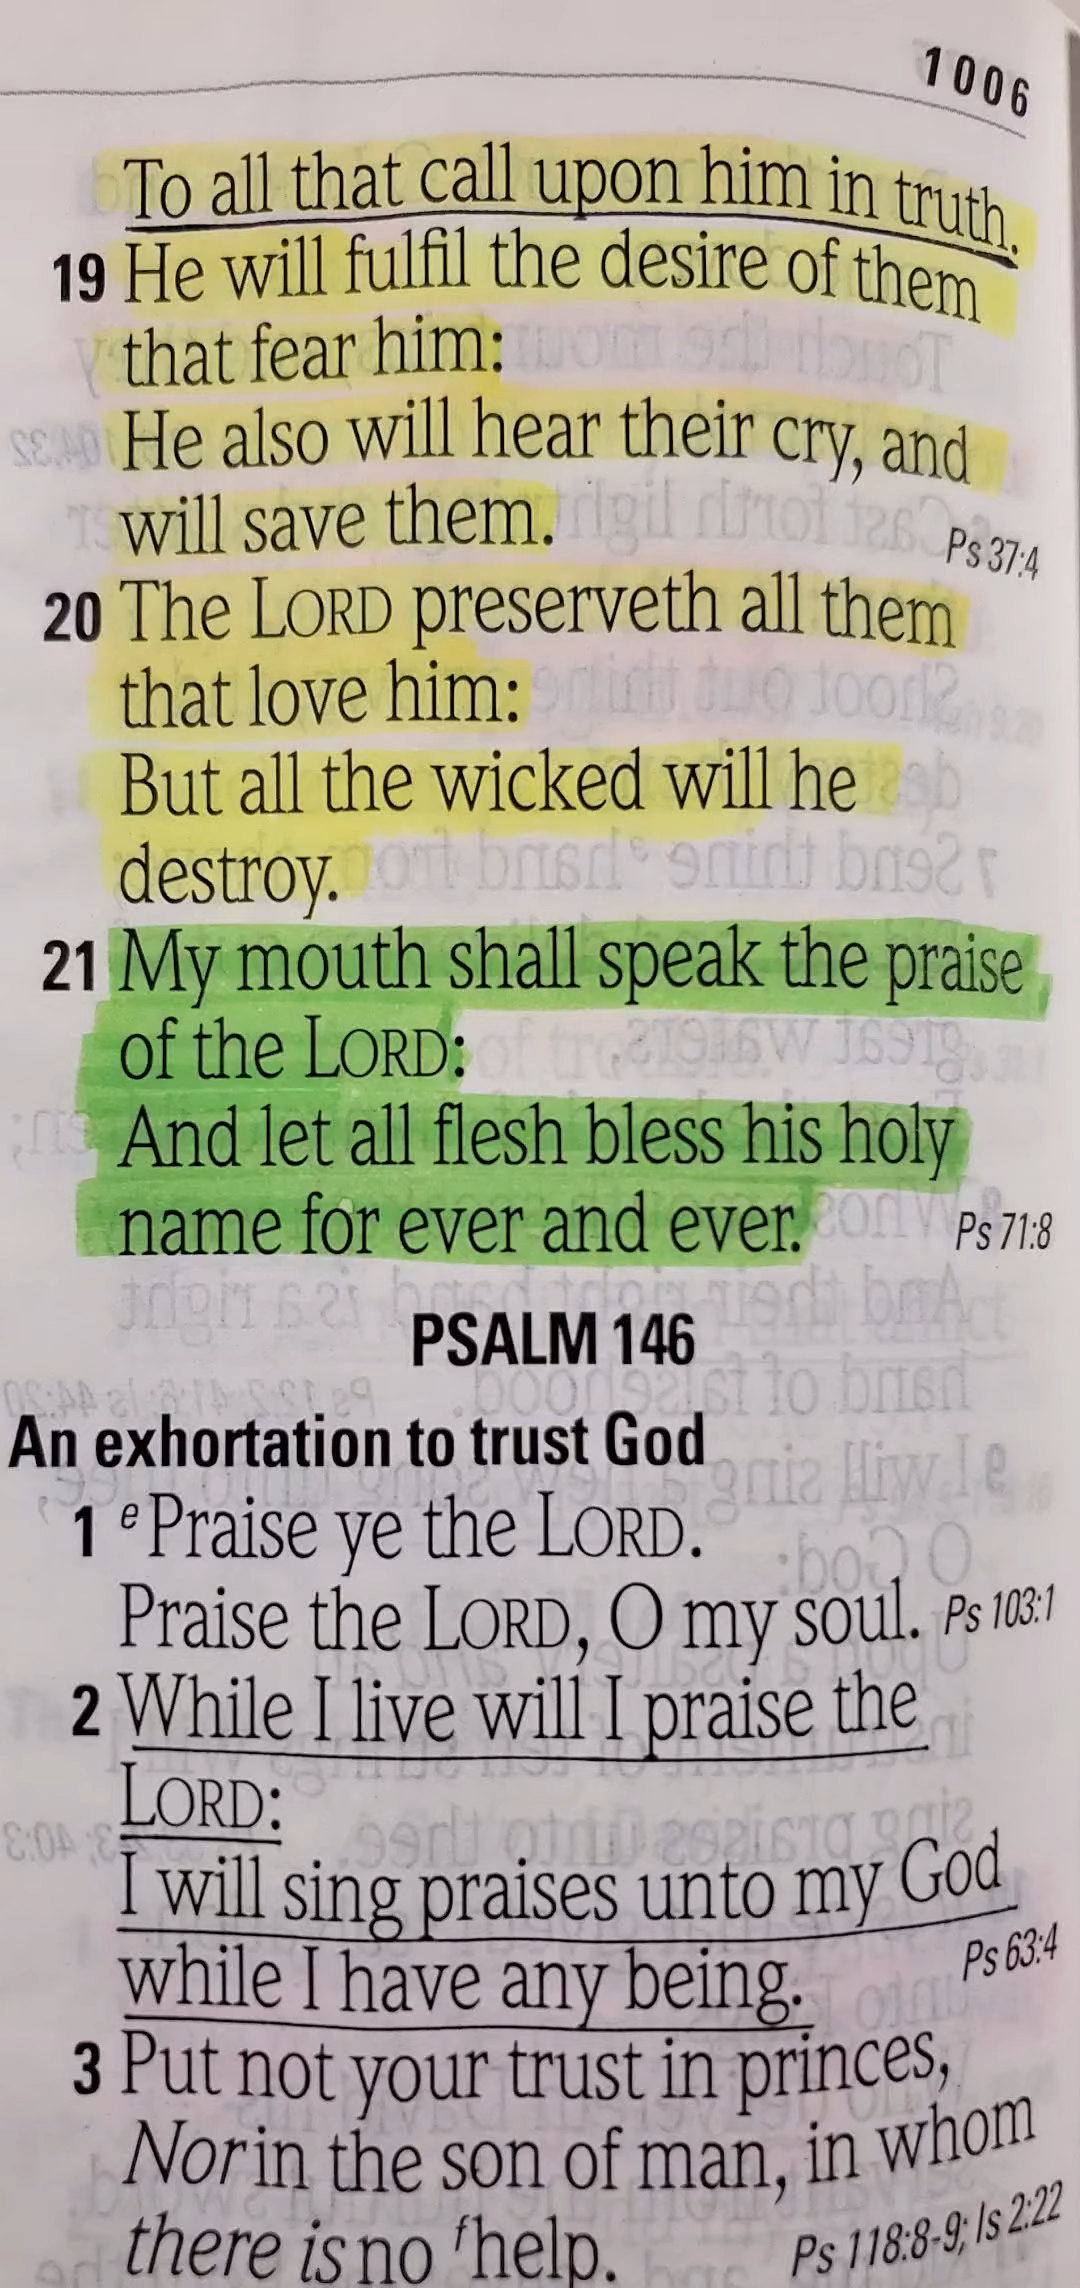 1006
To all that call upon him in truth.
19 He will fulfil the desire of them
that fear him:
He also will hear their cry, and
will save them.
Ps 37:4
20 The LORD preserveth all them
that love him:
But all the wicked will he
destroy.
21 My mouth shall speak the praise
of the LORD:
And let all flesh bless his holy
name for ever and ever. Ps 71:8
PSALM 146
An exhortation to trust God
1 e Praise ye the LORD.
Praise the LORD, O my soul. Ps 103:1
2 While I live will I praise the
LORD:
I will sing praises unto my God
while I have any being. Ps 63:4
3 Put not your trust in princes,
Nor in the son of man, in whom
there is no f help. Ps 118:8-9; Is 2:22